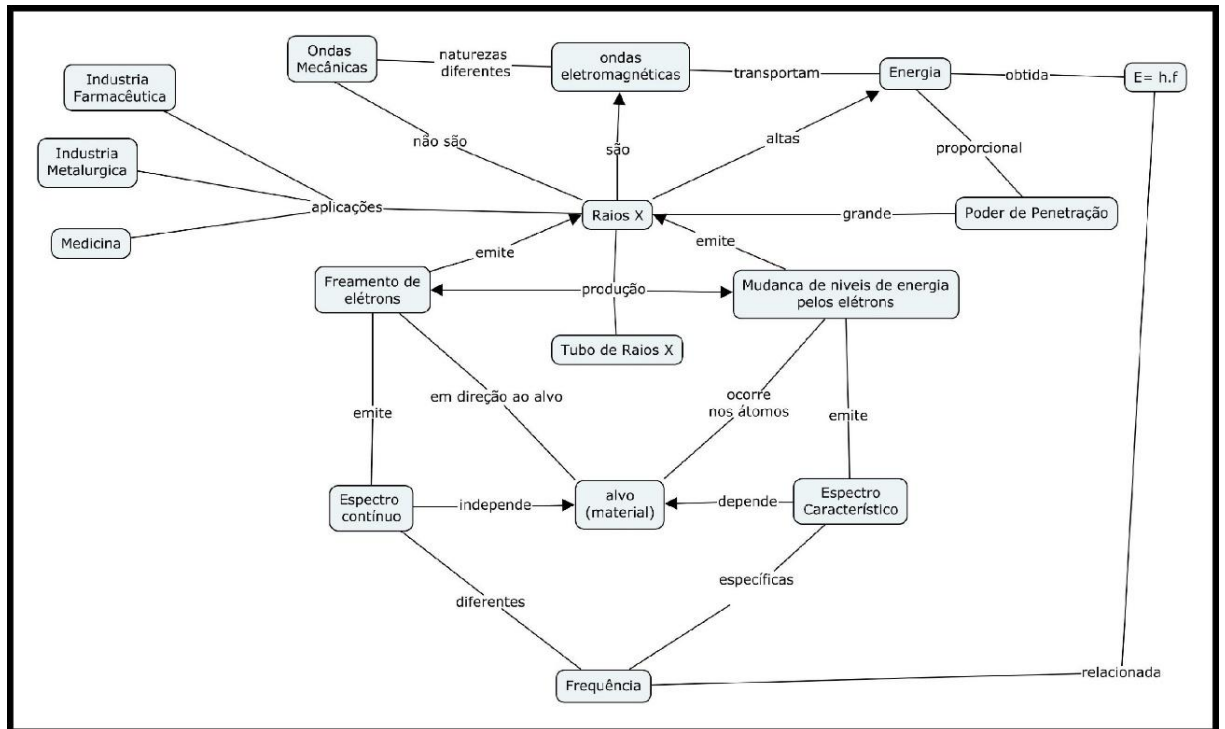 Ondas
Mecânicas
naturezas
diferentes
ondas
eletromagnéticas
transportam
Energia
obtida
E= h.f
Industria
Farmacêutica
não são
são
altas
proporcional
Industria
Metalurgica
aplicações
Raios X
grande
Poder de Penetração
Medicina
emite
emite
Freamento de
elétrons
produção
Mudanca de niveis de energia
pelos elétrons
Tubo de Raios X
em direção ao alvo
ocorre
nos átomos
emite
emite
Espectro
contínuo
independe
alvo
(material)
depende
Espectro
Característico
específicas
diferentes
Frequência
relacionada